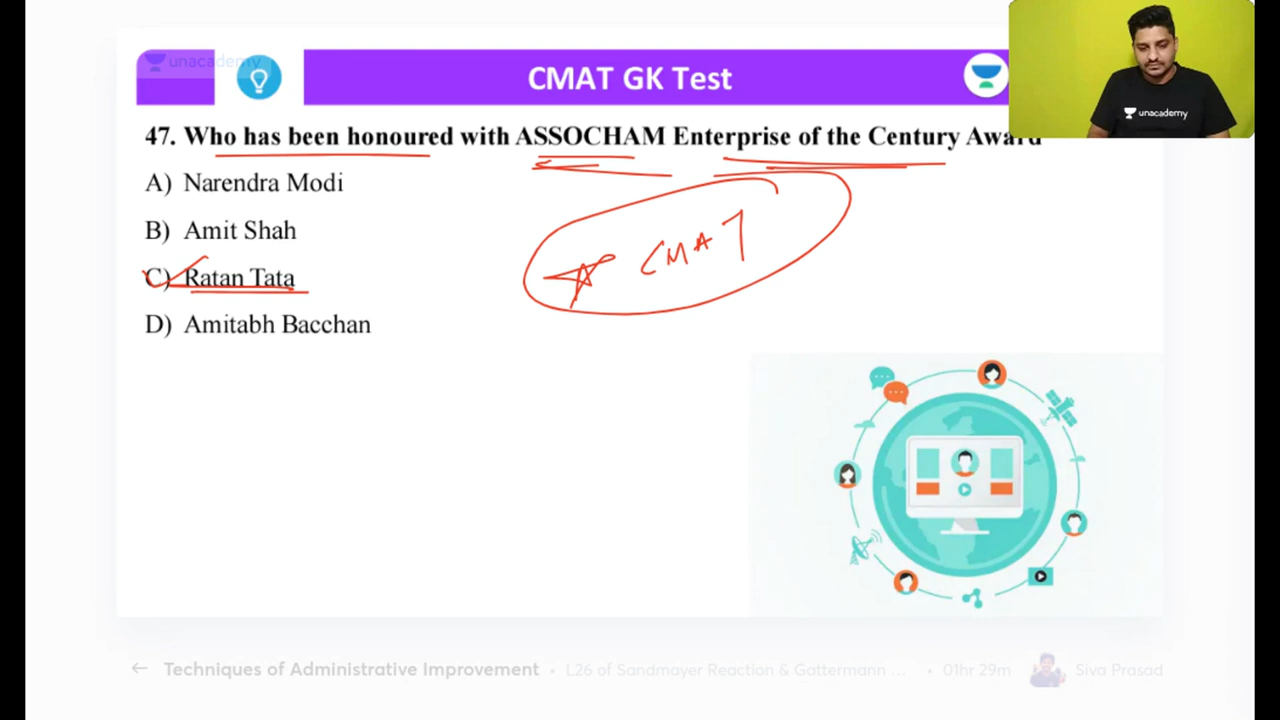 unacademy
CMAT GK Test
unacademy
47. Who has been honoured with ASSOCHAM Enterprise of the Century Award
A) Narendra Modi
B) Amit Shah
CMAT
C) Ratan Tata
D) Amitabh Bacchan
← Techniques of Administrative Improvement • L26 of Sandmayer Reaction & Gattermann ... • 01hr 29m Siva Prasad